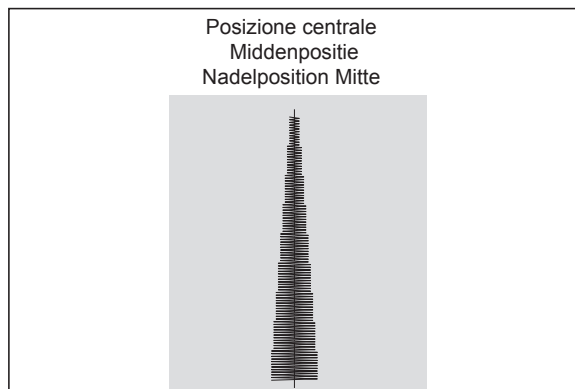 Posizione centrale
Middenpositie
Nadelposition Mitte